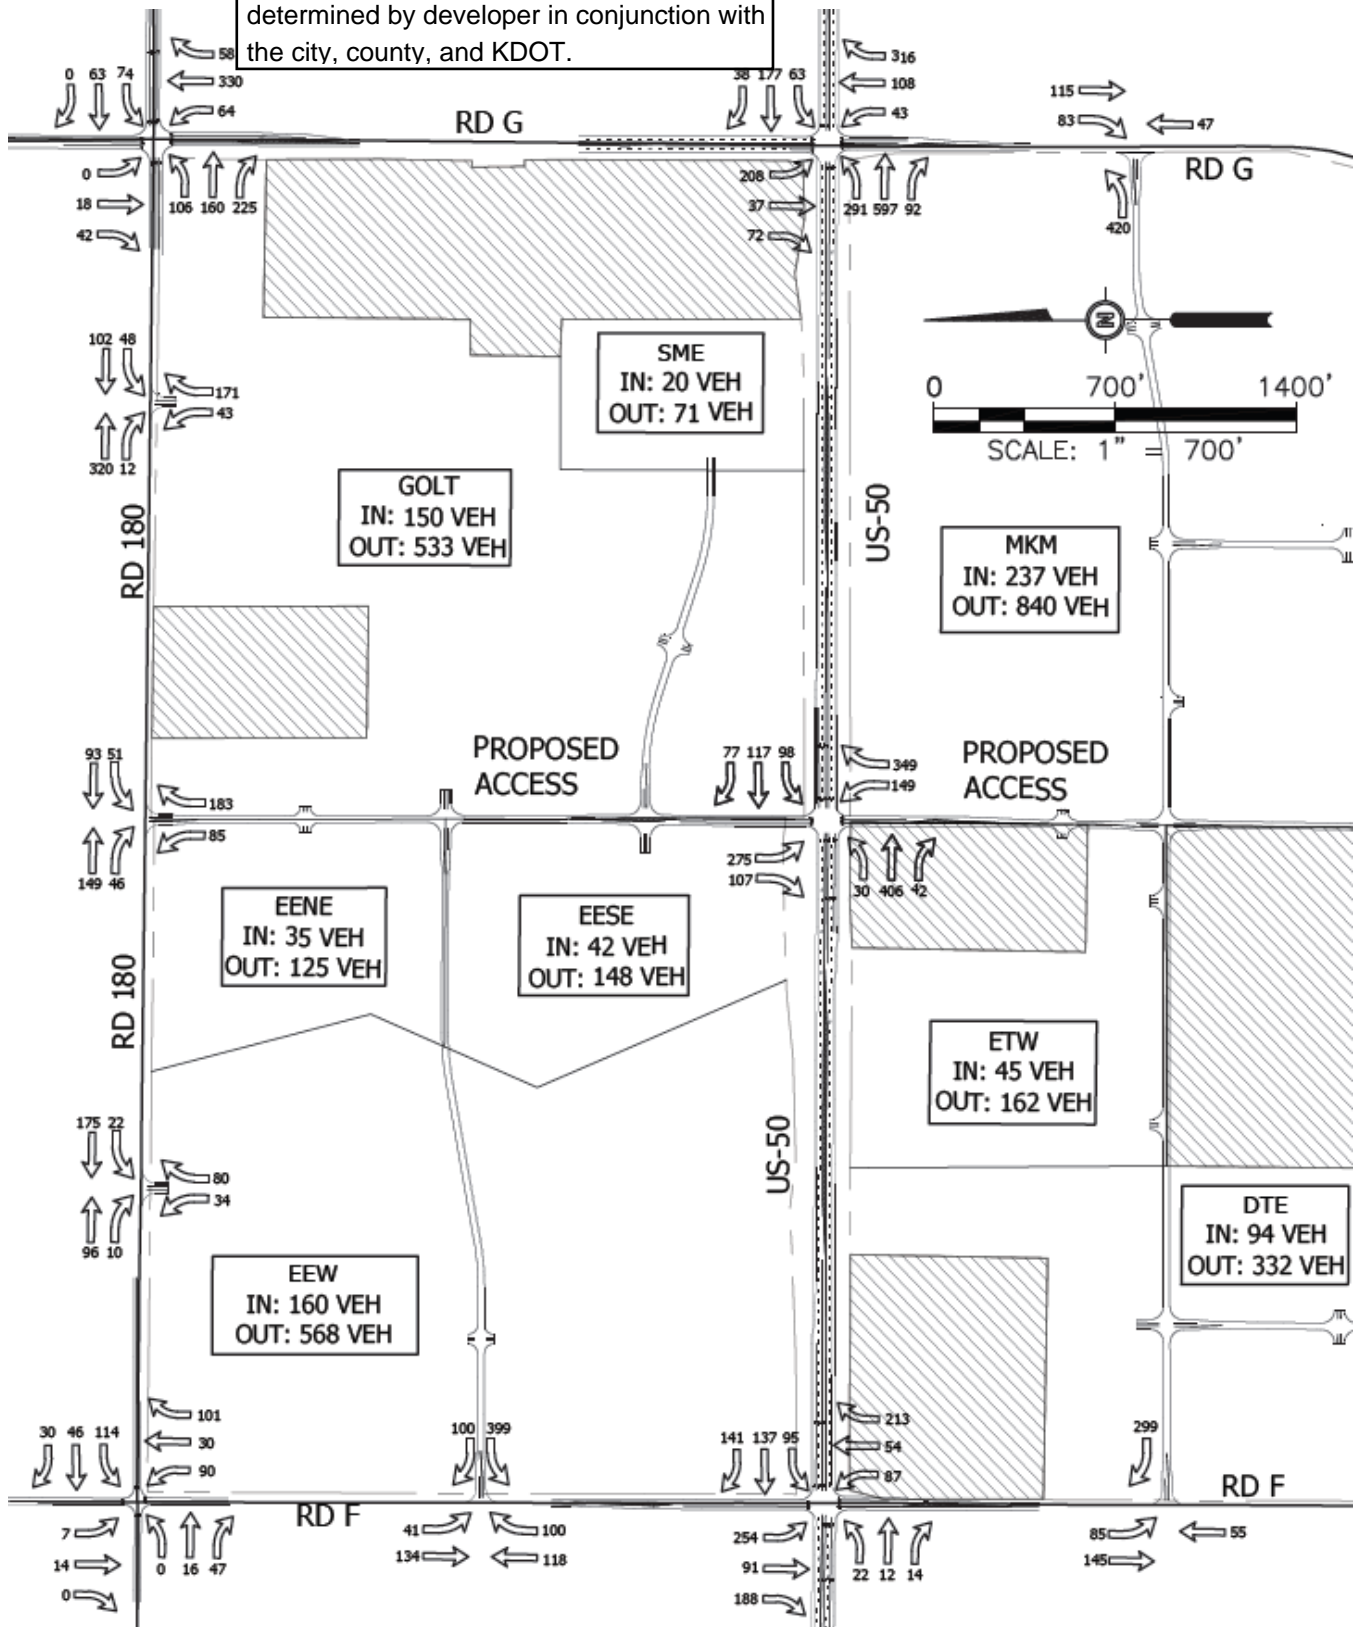 determined by developer in conjunction with
the city, county, and KDOT.
0 63 74
58
330
64
RD G
38 177 63
316
108
43
115
83
47
RD G
0
18
42
106 160 225
208
37
72
291 597 92
420
102 48
171
43
320 12
SME
IN: 20 VEH
OUT: 71 VEH
N
0 700' 1400'
SCALE: 1" = 700'
GOLT
IN: 150 VEH
OUT: 533 VEH
RD 180
US-50
MKM
IN: 237 VEH
OUT: 840 VEH
93 51
183
85
149 46
PROPOSED
ACCESS
77 117 98
349
149
PROPOSED
ACCESS
275
107
30 406 42
EENE
IN: 35 VEH
OUT: 125 VEH
EESE
IN: 42 VEH
OUT: 148 VEH
RD 180
ETW
IN: 45 VEH
OUT: 162 VEH
175 22
80
34
96 10
US-50
DTE
IN: 94 VEH
OUT: 332 VEH
EEW
IN: 160 VEH
OUT: 568 VEH
30 46 114
101
30
90
100 399
141 137 95
213
54
87
299
RD F
RD F
7
14
0
0 16 47
41
134
100
118
254
91
188
22 12 14
85
145
55